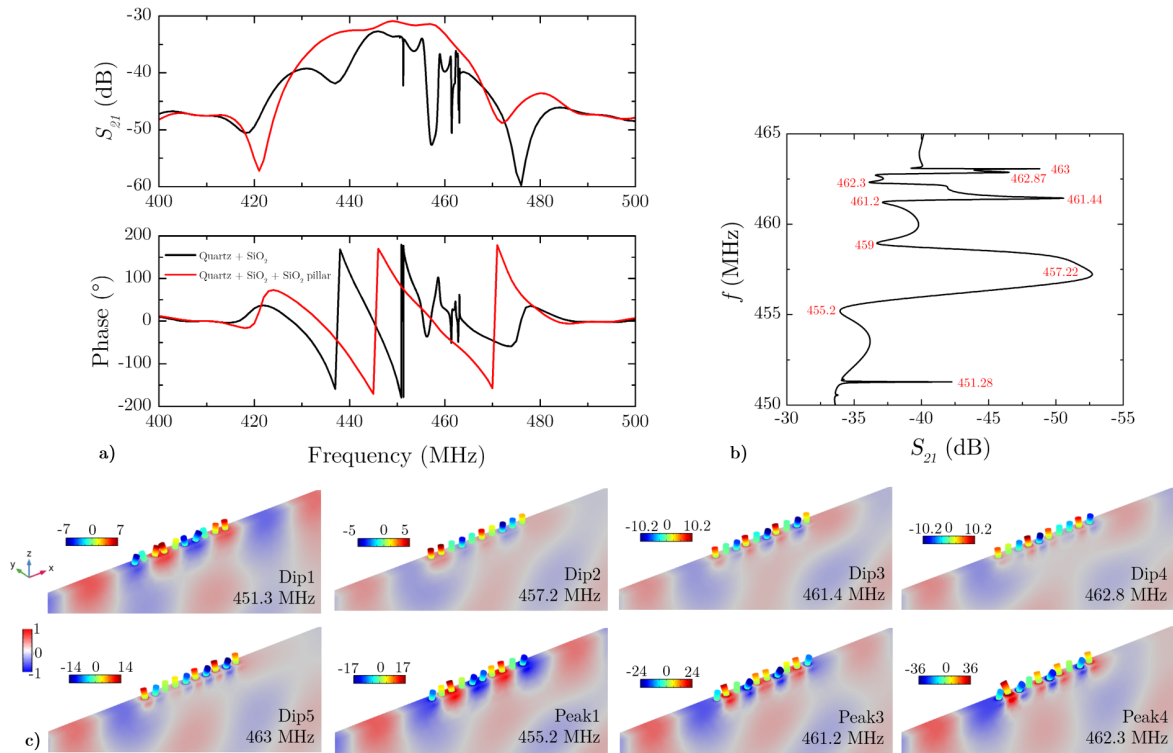 -30
-40
-50
-60
S21 (dB)
400 420 440 460 480 500
200
100
0
-100
-200
Phase (°)
Quartz + SiO2
Quartz + SiO2 + SiO2 pillar
400 420 440 460 480 500
a) Frequency (MHz)
465
460
455
450
f (MHz)
463
462.87
462.3
461.44
461.2
459
457.22
455.2
451.28
-30 -35 -40 -45 -50 -55
b) S21 (dB)
-7 0 7
Dip1
451.3 MHz
-5 0 5
Dip2
457.2 MHz
-10.2 0 10.2
Dip3
461.4 MHz
-10.2 0 10.2
Dip4
462.8 MHz
z
y x
1
0
-1
-14 0 14
Dip5
c) 463 MHz
-17 0 17
Peak1
455.2 MHz
-24 0 24
Peak3
461.2 MHz
-36 0 36
Peak4
462.3 MHz